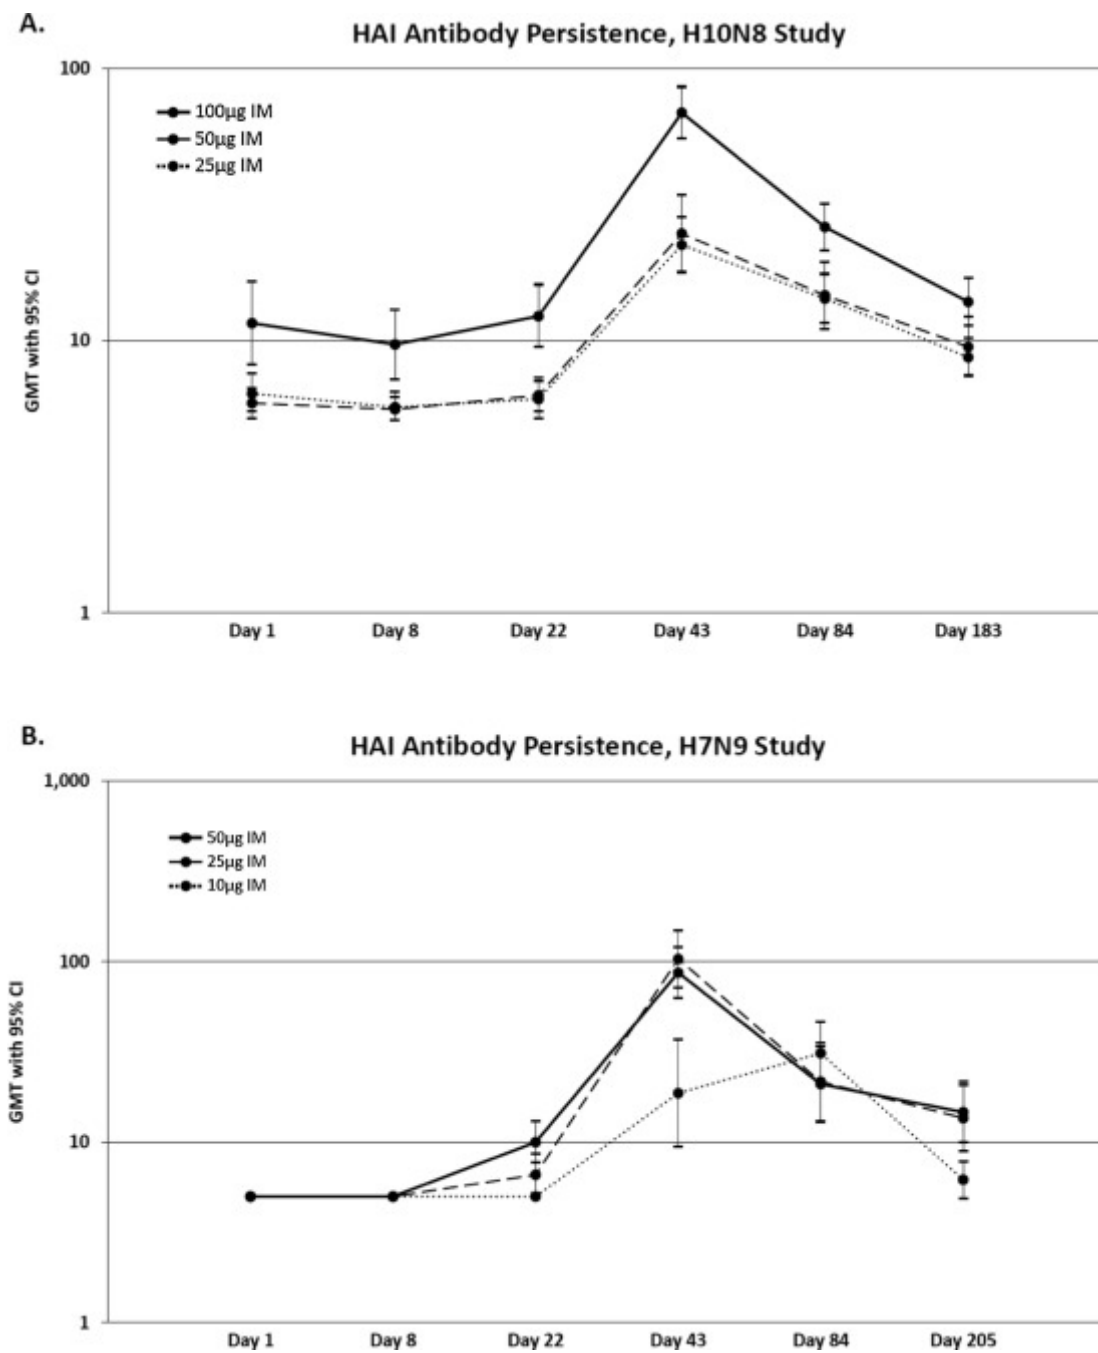 A.
HAI Antibody Persistence, H10N8 Study
100
100µg IM
50µg IM
25µg IM
GMT with 95% CI
10
1
Day 1 Day 8 Day 22 Day 43 Day 84 Day 183
B.
HAI Antibody Persistence, H7N9 Study
1,000
50µg IM
25µg IM
10µg IM
100
GMT with 95% CI
10
1
Day 1 Day 8 Day 22 Day 43 Day 84 Day 205